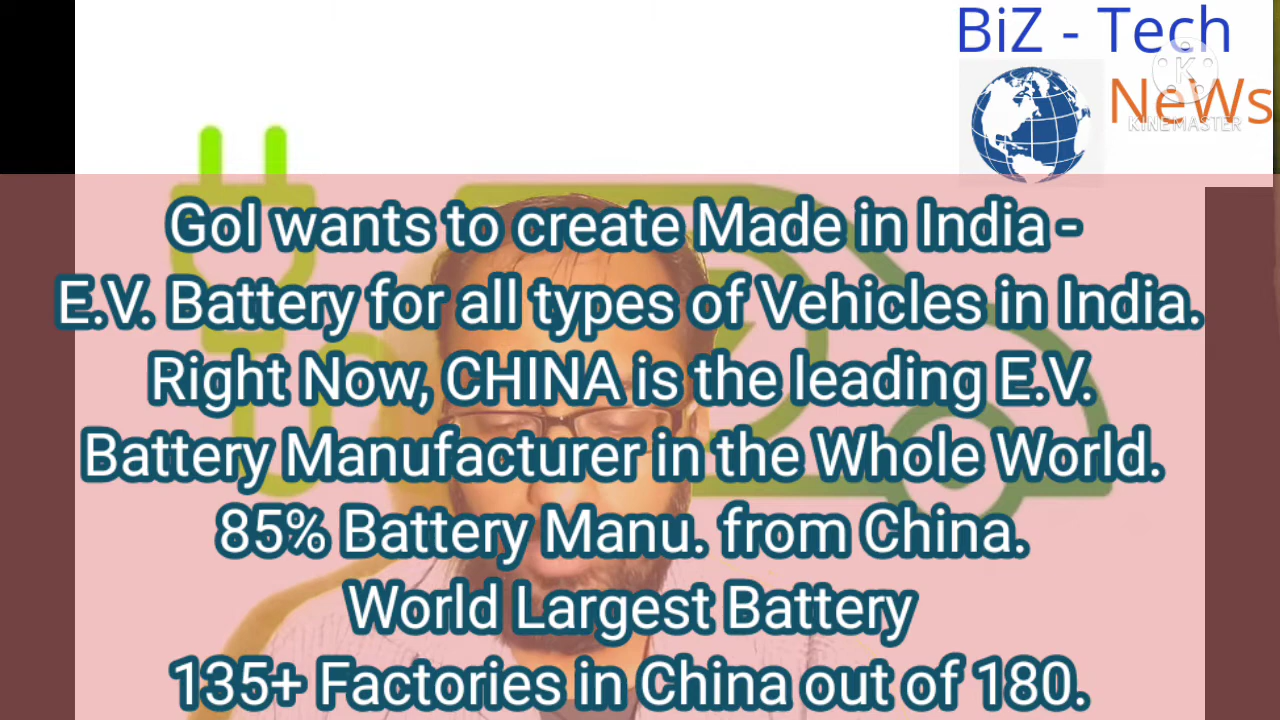 BiZ - Tech
NeWs
K
KINEMASTER
GoI wants to create Made in India -
E.V. Battery for all types of Vehicles in India.
Right Now, CHINA is the leading E.V.
Battery Manufacturer in the Whole World.
85% Battery Manu. from China.
World Largest Battery
135+ Factories in China out of 180.